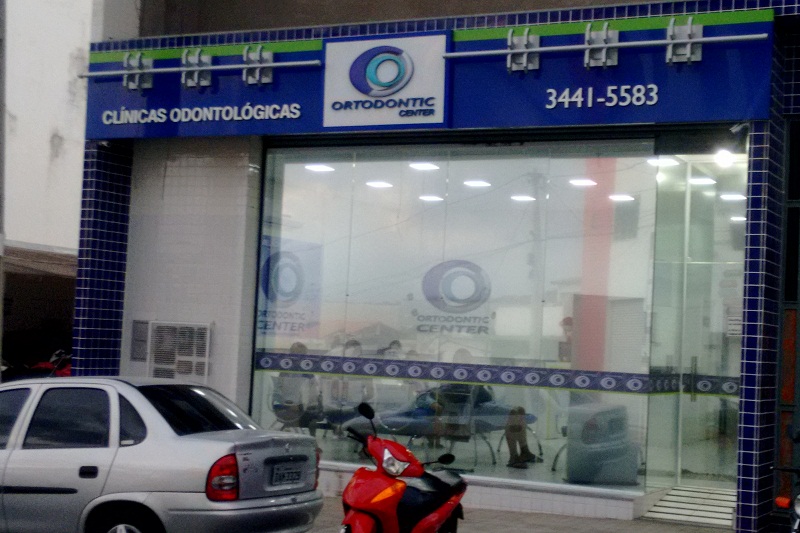 CLÍNICAS ODONTOLÓGICAS
ORTODONTIC
CENTER
3441-5583
ORTODONTIC
CENTER
ORTODONTIC
CENTER